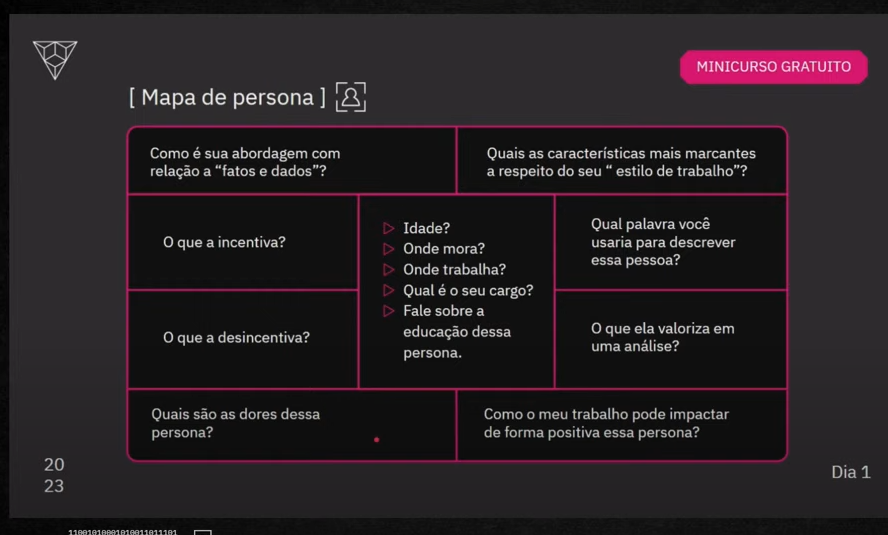 MINICURSO GRATUITO
[ Mapa de persona ]
Como é sua abordagem com
relação a “fatos e dados”?
Quais as características mais marcantes
a respeito do seu “ estilo de trabalho”?
O que a incentiva?
Idade?
Onde mora?
Onde trabalha?
Qual é o seu cargo?
Fale sobre a
educação dessa
persona.
Qual palavra você
usaria para descrever
essa pessoa?
O que a desincentiva?
O que ela valoriza em
uma análise?
Quais são as dores dessa
persona?
Como o meu trabalho pode impactar
de forma positiva essa persona?
20
23
Dia 1